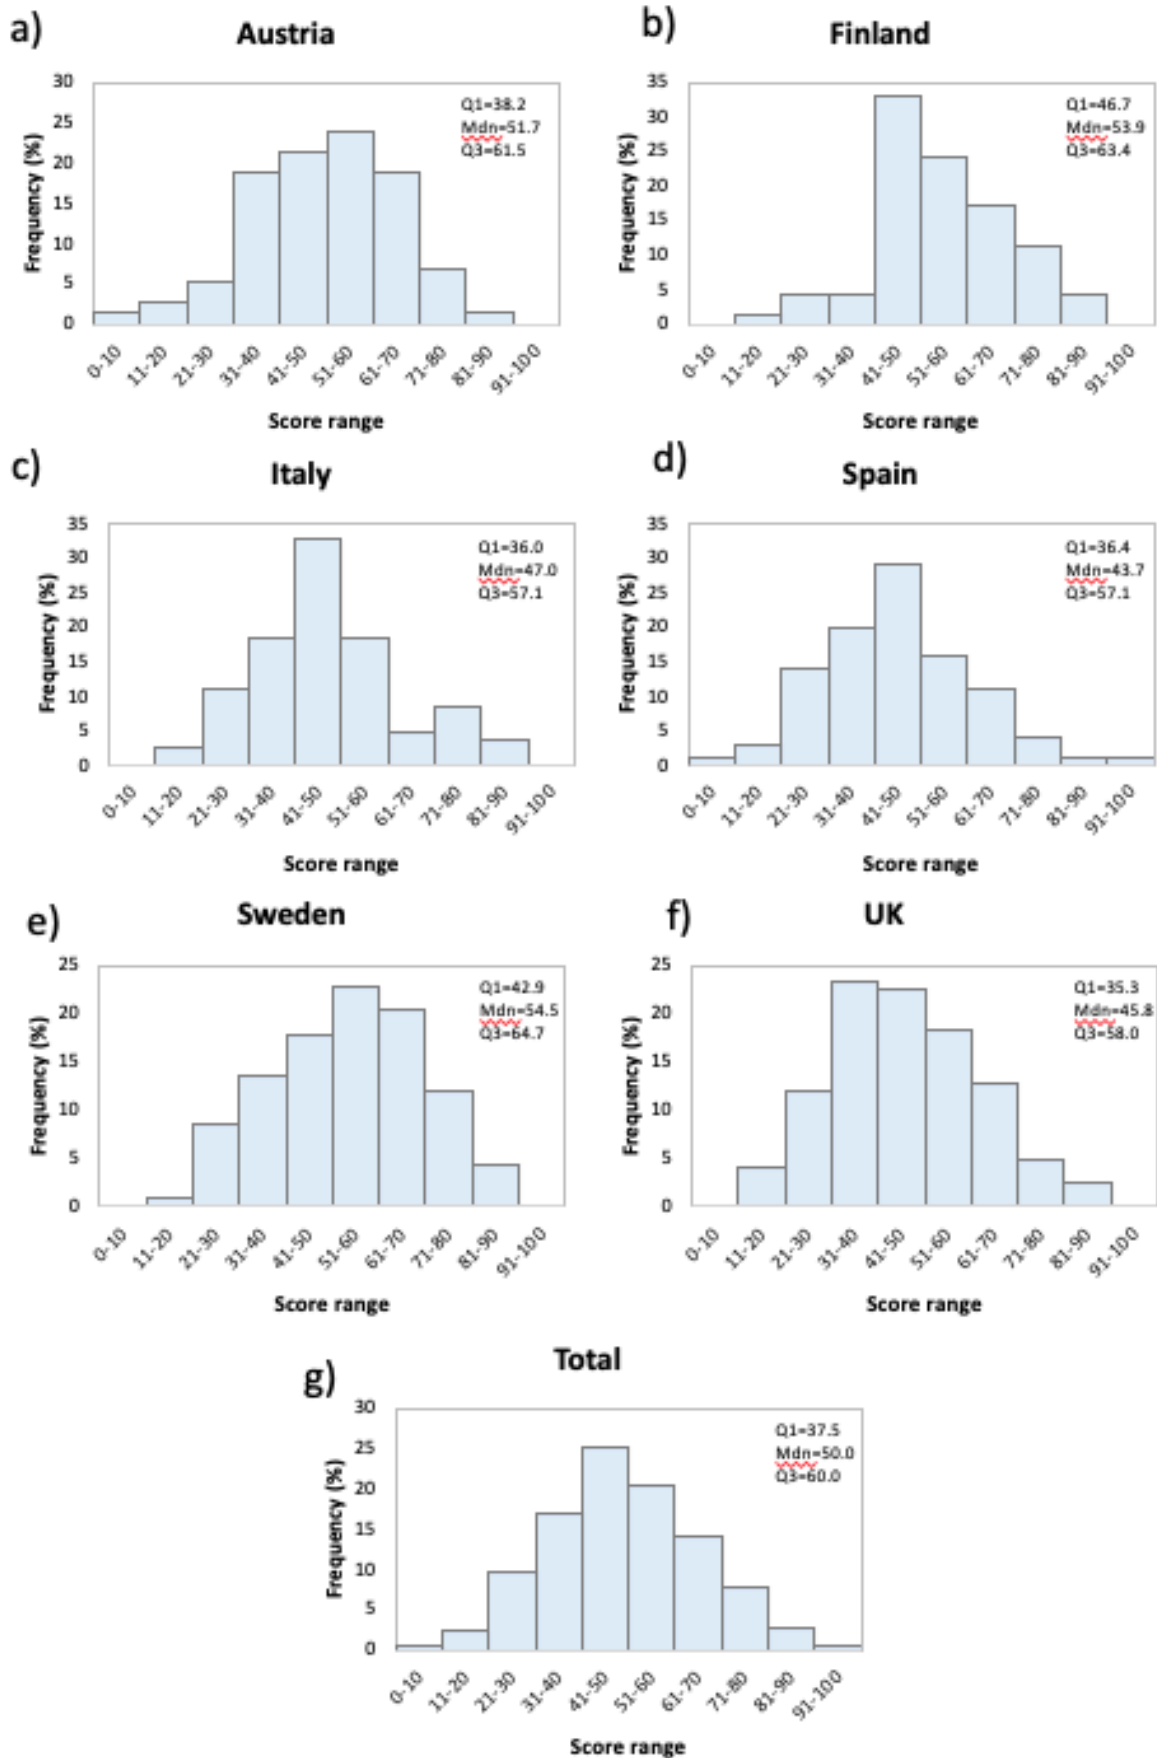 a)
Austria
Frequency (%)
30
25
20
15
10
5
0
Q1=38.2
Mdn=51.7
Q3=61.5
0-10
11-20
21-30
31-40
41-50
51-60
61-70
71-80
81-90
91-100
Score range
b)
Finland
Frequency (%)
35
30
25
20
15
10
5
0
Q1=46.7
Mdn=53.9
Q3=63.4
0-10
11-20
21-30
31-40
41-50
51-60
61-70
71-80
81-90
91-100
Score range
c)
Italy
Frequency (%)
35
30
25
20
15
10
5
0
Q1=36.0
Mdn=47.0
Q3=57.1
0-10
11-20
21-30
31-40
41-50
51-60
61-70
71-80
81-90
91-100
Score range
d)
Spain
Frequency (%)
35
30
25
20
15
10
5
0
Q1=36.4
Mdn=43.7
Q3=57.1
0-10
11-20
21-30
31-40
41-50
51-60
61-70
71-80
81-90
91-100
Score range
e)
Sweden
Frequency (%)
25
20
15
10
5
0
Q1=42.9
Mdn=54.5
Q3=64.7
0-10
11-20
21-30
31-40
41-50
51-60
61-70
71-80
81-90
91-100
Score range
f)
UK
Frequency (%)
25
20
15
10
5
0
Q1=35.3
Mdn=45.8
Q3=58.0
0-10
11-20
21-30
31-40
41-50
51-60
61-70
71-80
81-90
91-100
Score range
g)
Total
Frequency (%)
30
25
20
15
10
5
0
Q1=37.5
Mdn=50.0
Q3=60.0
0-10
11-20
21-30
31-40
41-50
51-60
61-70
71-80
81-90
91-100
Score range